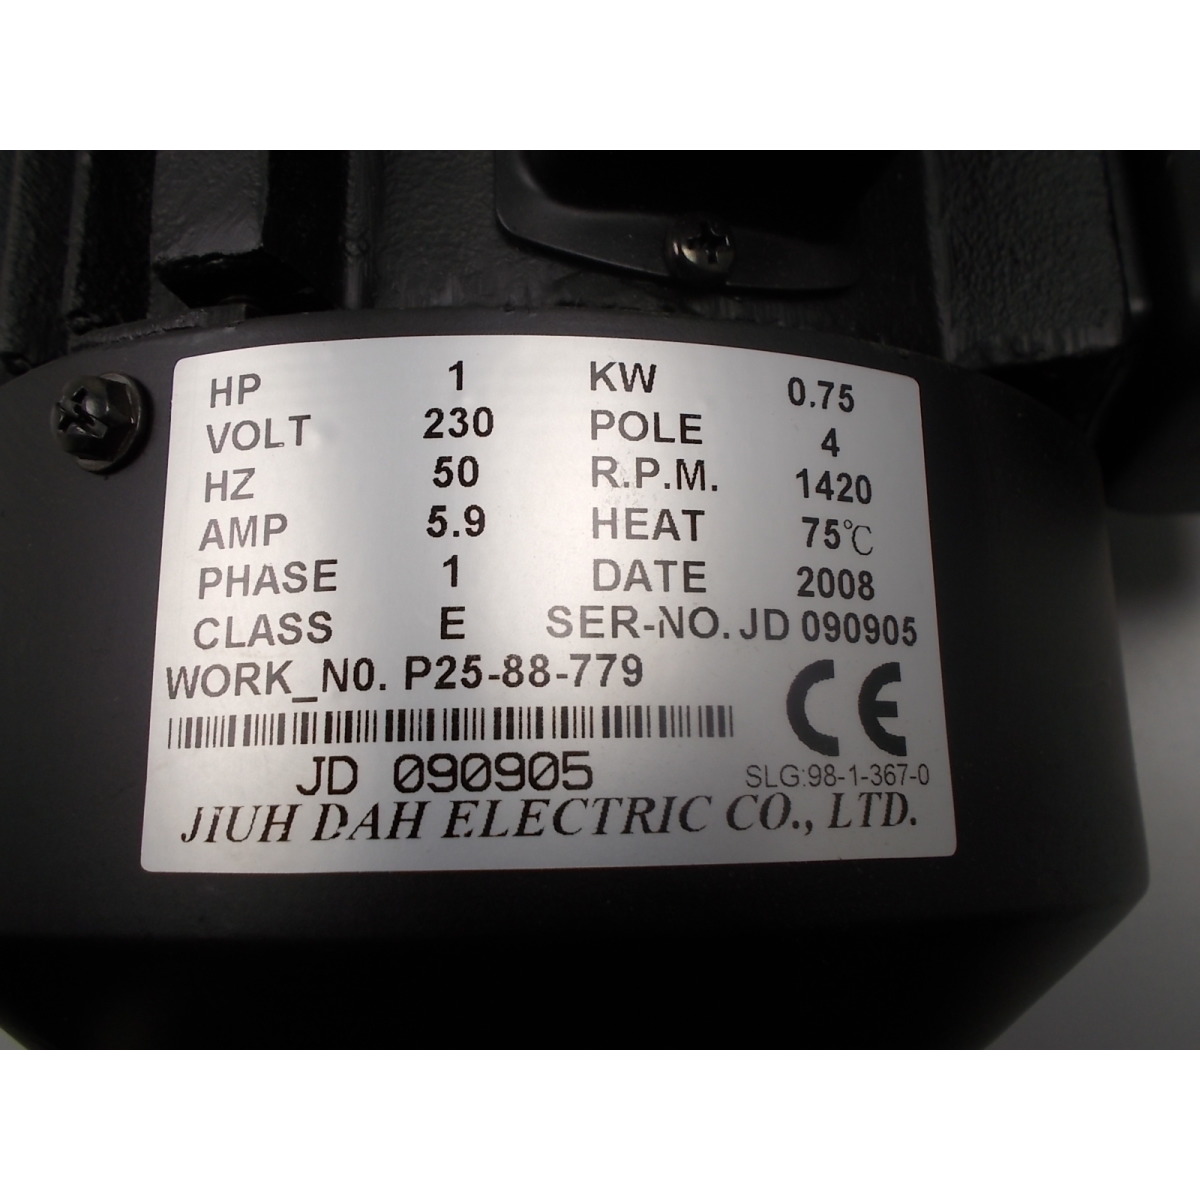 HP 1 KW 0.75
VOLT 230 POLE 4
HZ 50 R.P.M. 1420
AMP 5.9 HEAT 75℃
PHASE 1 DATE 2008
CLASS E SER-NO. JD 090905
WORK_N0. P25-88-779
CE
JD 090905
SLG:98-1-367-0
JIUH DAH ELECTRIC CO., LTD.